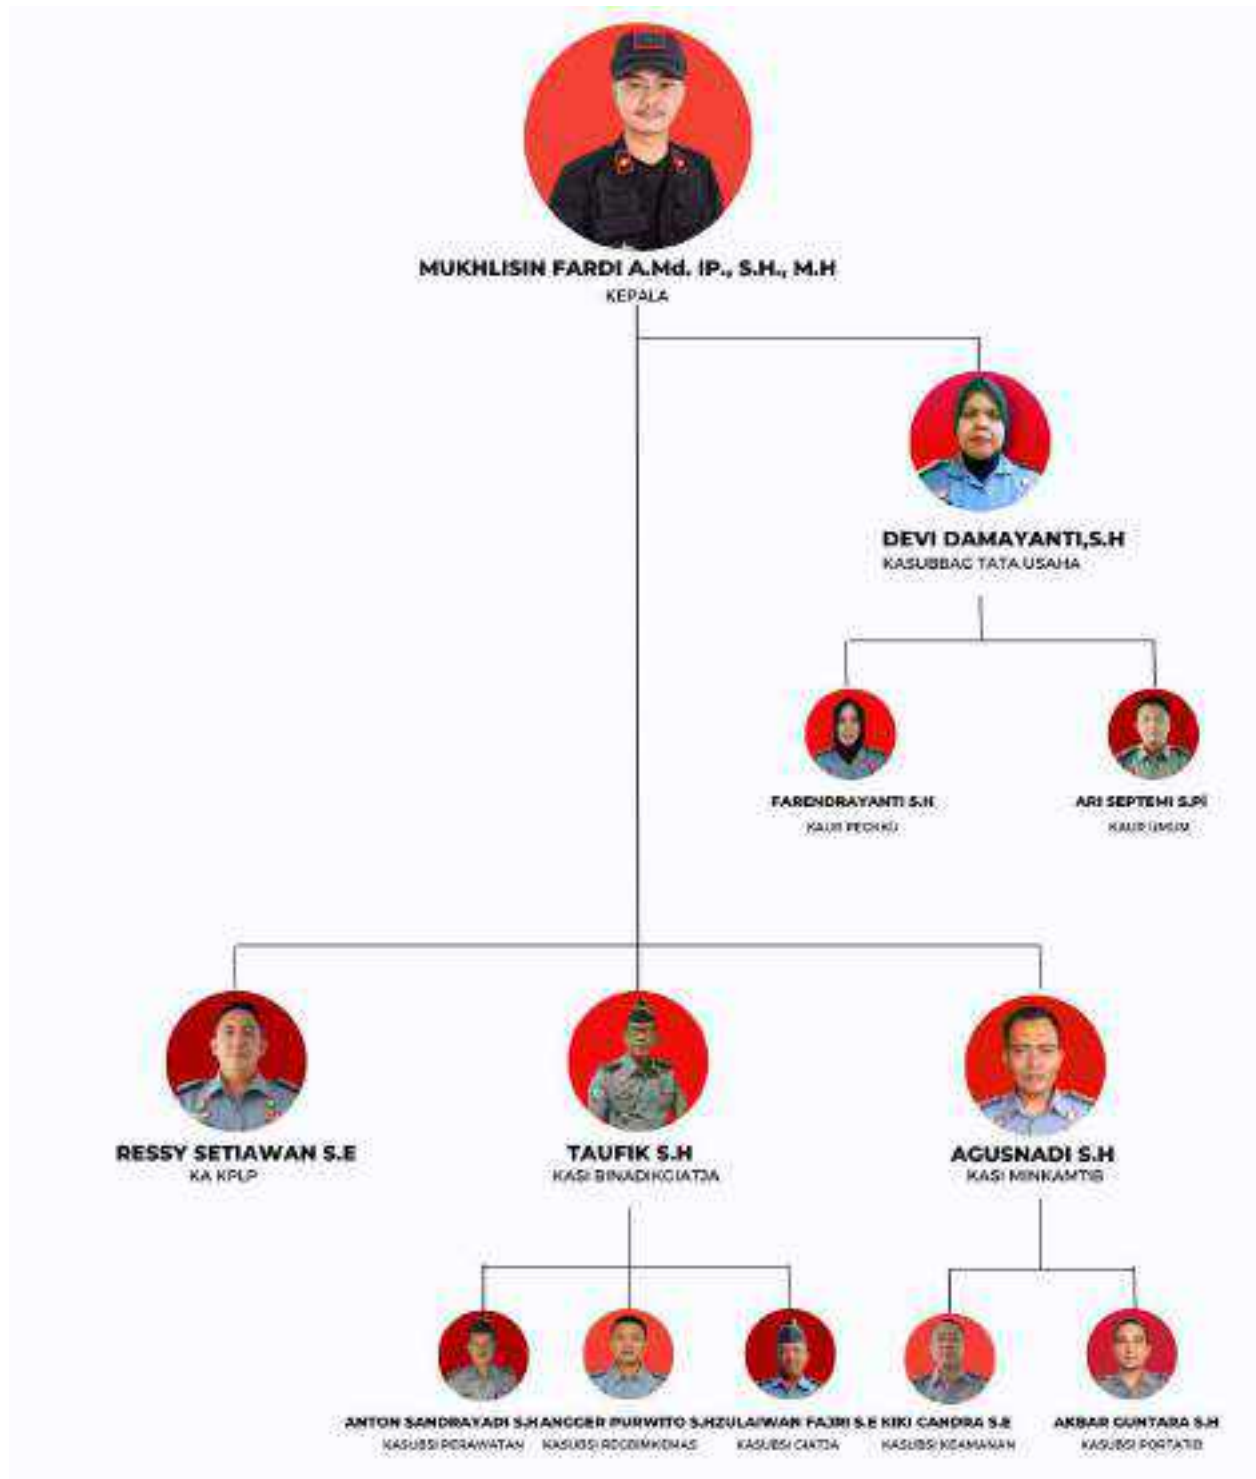 MUKHLISIN FARDI A.Md. IP., S.H., M.H
KEPALA
DEVI DAMAYANTI,S.H
KASUBBAG TATA USAHA
FARENDRAYANTI S.H
KAUR
ARI SEPTEMI S.Pi
KAUR UMUM
RESSY SETIAWAN S.E
KA KPLP
TAUFIK S.H
KASI BINADIKGIATJA
AGUSNADI S.H
KASI MINKAMTIB
ANTON SANDRAYADI S.H ANGGER PURWITO S.H ZULAIWAN FAJRI S.E KIKI CANDRA S.E AKBAR GUNTARA S.H
KASUBSI PERAWATAN KASUBSI KASUBSI GIATJA KASUBSI KEAMANAN KASUBSI PORTATIB